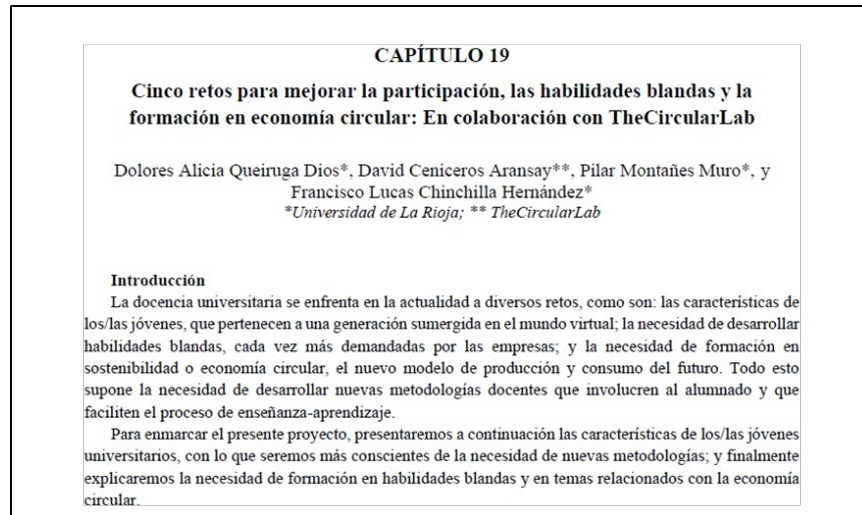 CAPÍTULO 19
Cinco retos para mejorar la participación, las habilidades blandas y la
formación en economía circular: En colaboración con TheCircularLab
Dolores Alicia Queiruga Dios*, David Ceniceros Aransay**, Pilar Montañes Muro*, y
Francisco Lucas Chinchilla Hernández*
*Universidad de La Rioja; ** TheCircularLab
Introducción
La docencia universitaria se enfrenta en la actualidad a diversos retos, como son: las características de
los/las jóvenes, que pertenecen a una generación sumergida en el mundo virtual; la necesidad de desarrollar
habilidades blandas, cada vez más demandadas por las empresas; y la necesidad de formación en
sostenibilidad o economía circular, el nuevo modelo de producción y consumo del futuro. Todo esto
supone la necesidad de desarrollar nuevas metodologías docentes que involucren al alumnado y que
faciliten el proceso de enseñanza-aprendizaje.
Para enmarcar el presente proyecto, presentaremos a continuación las características de los/las jóvenes
universitarios, con lo que seremos más conscientes de la necesidad de nuevas metodologías; y finalmente
explicaremos la necesidad de formación en habilidades blandas y en temas relacionados con la economía
circular.